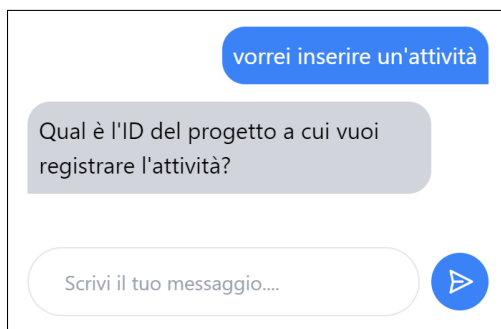 vorrei inserire un'attività
Qual è l'ID del progetto a cui vuoi
registrare l'attività?
Scrivi il tuo messaggio....